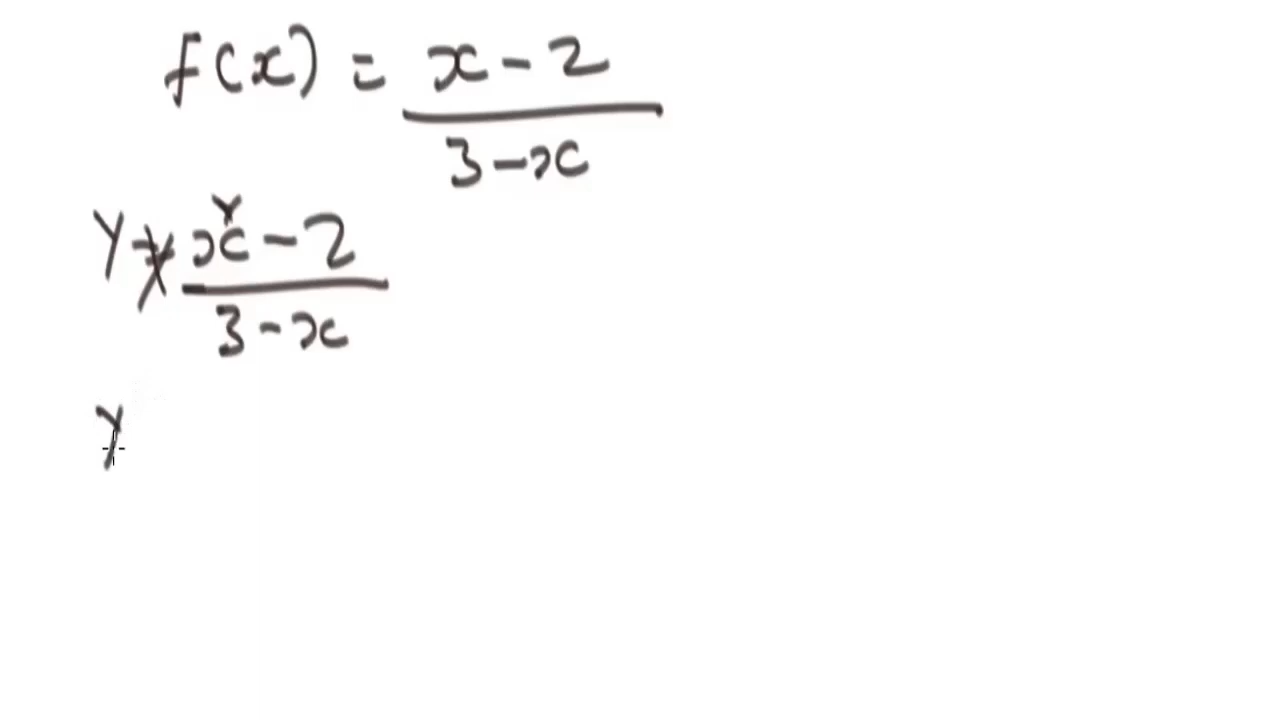 f(x) = x - 2
3 - x
y = x - 2
3 - x
y